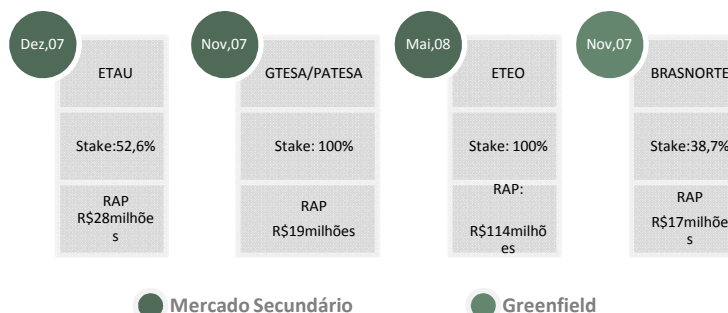 Dez,07
ETAU
Stake:52,6%
RAP
R$28milhõe
s
Nov,07
GTESA/PATESA
Stake: 100%
RAP
R$19milhões
Mai,08
ETEO
Stake: 100%
RAP:
R$114milhõ
es
Nov,07
BRASNORTE
Stake:38,7%
RAP
R$17milhõe
s
Mercado Secundário
Greenfield